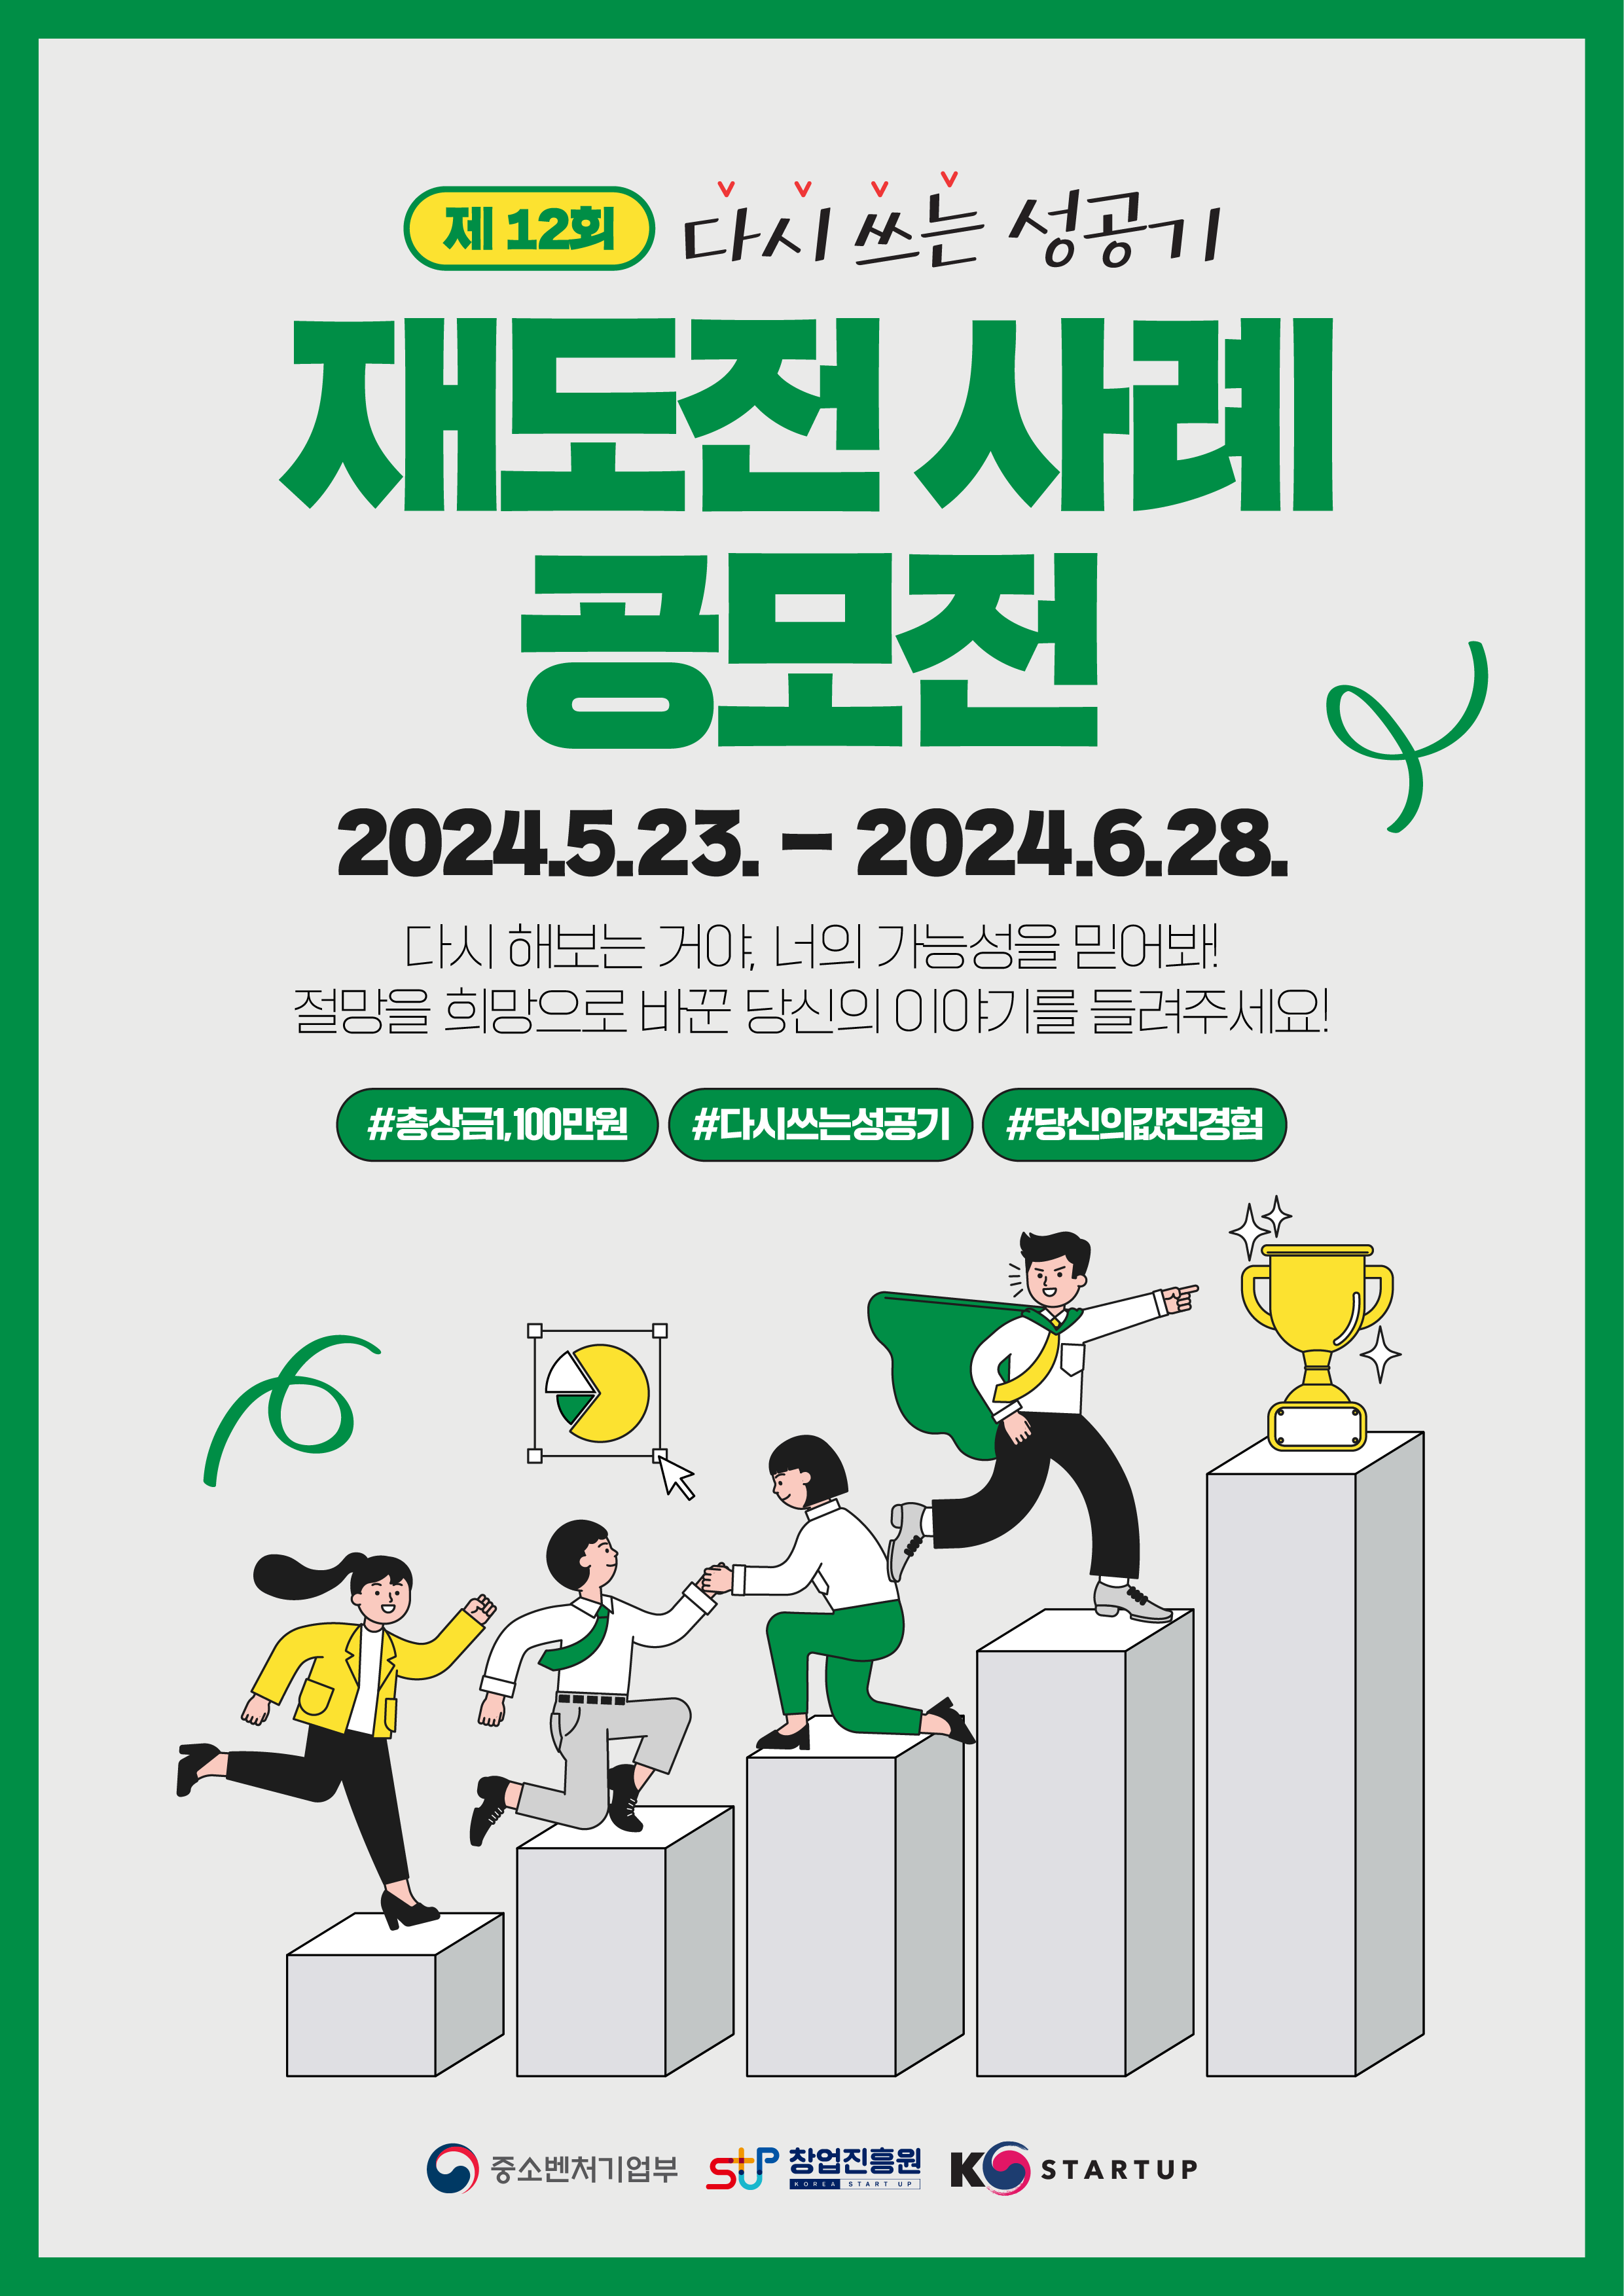 제 12회 다시 쓰는 성공기
재도전 사례
공모전
2024.5.23. - 2024.6.28.
다시 해보는 거야, 너의 가능성을 믿어봐!
절망을 희망으로 바꾼 당신의 이야기를 들려주세요!
#총상금1,100만원 #다시쓰는성공기 #당신의값진경험
중소벤처기업부 stup 창업진흥원 K STARTUP
KOREA START UP